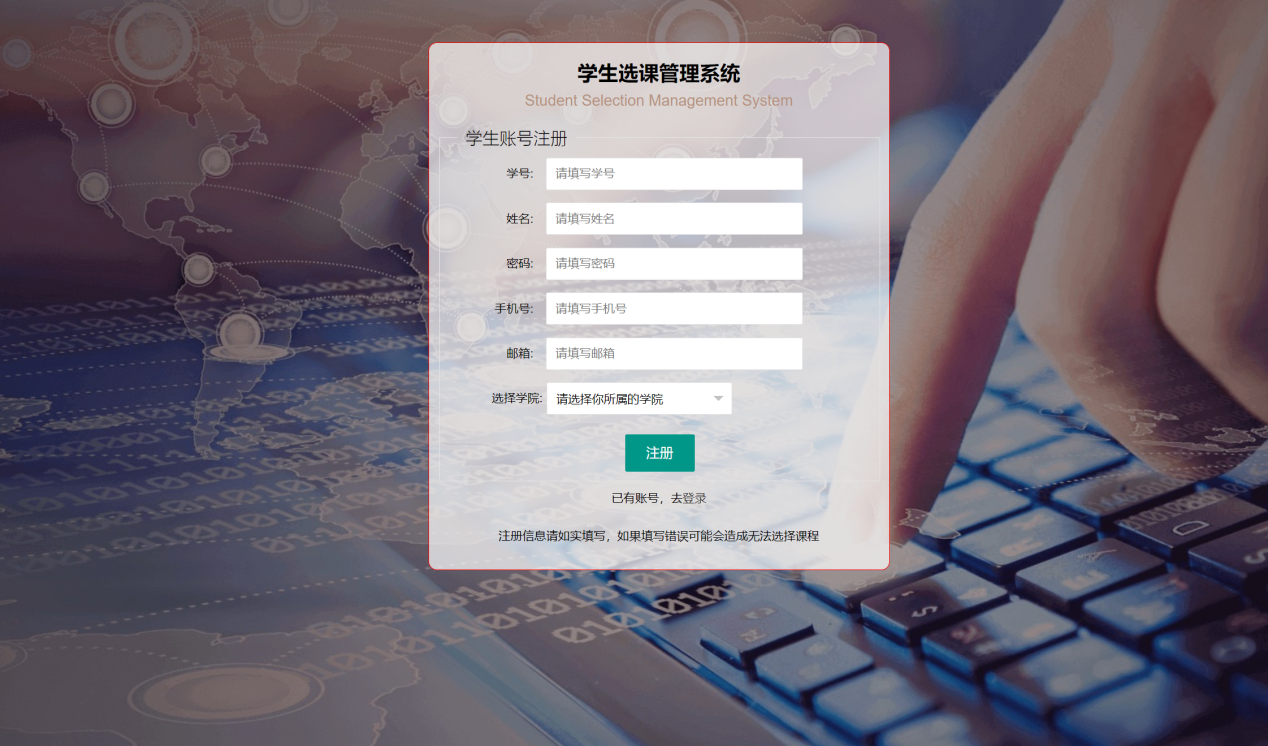 学生选课管理系统
Student Selection Management System
学生账号注册
学号: 请填写学号
姓名: 请填写姓名
密码: 请填写密码
手机号: 请填写手机号
邮箱: 请填写邮箱
选择学院: 请选择你所属的学院
注册
已有账号，去登录
注册信息请如实填写，如果填写错误可能会造成无法选择课程